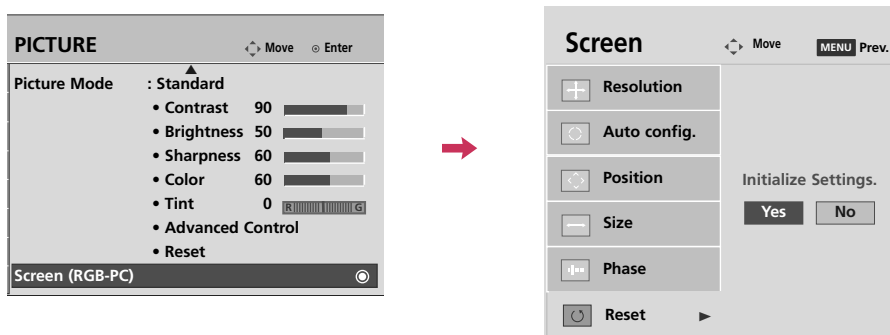 PICTURE Move Enter
Picture Mode : Standard
• Contrast 90
• Brightness 50
• Sharpness 60
• Color 60
• Tint 0 R G
• Advanced Control
• Reset
Screen (RGB-PC)
Screen Move MENU Prev.
Resolution
Auto config.
Position
Size
Phase
Reset
Initialize Settings.
Yes No